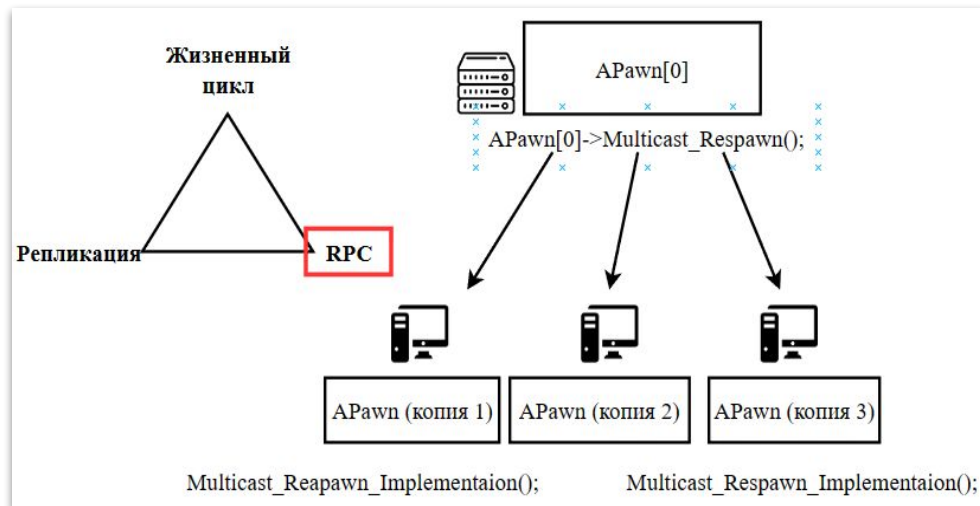 Жизненный
цикл
Репликация
RPC
APawn[0]
APawn[0]->Multicast_Respawn();
APawn (копия 1)
APawn (копия 2)
APawn (копия 3)
Multicast_Reapawn_Implementaion();
Multicast_Respawn_Implementaion();